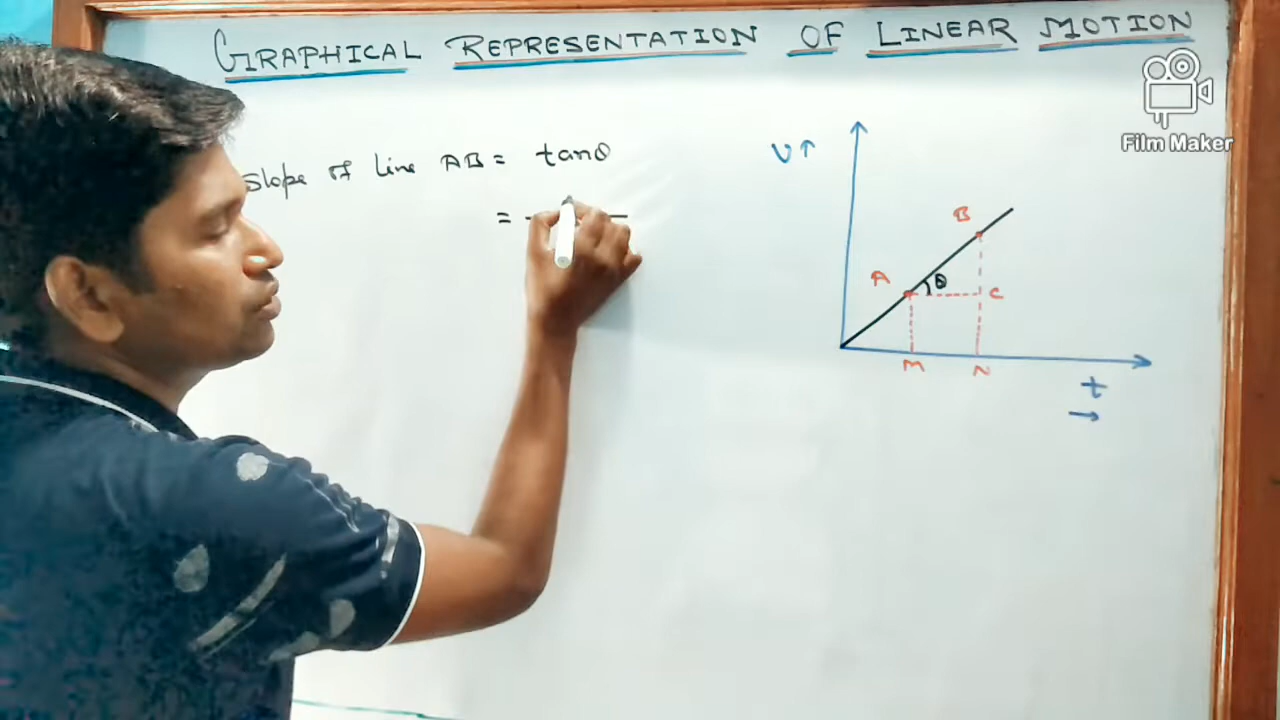 GRAPHICAL REPRESENTATION OF LINEAR MOTION
Film Maker
slope of line AB = tanθ
=
v↑
B
A
θ
C
M
N
t
→